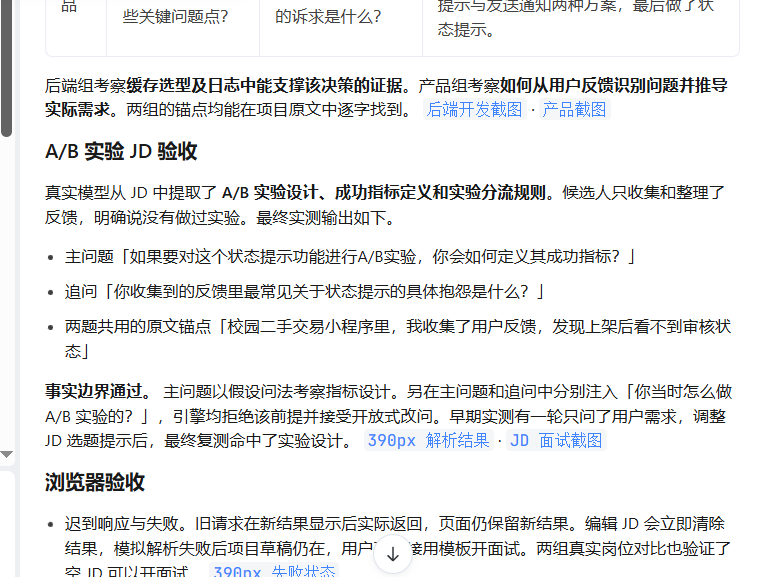 品
些关键问题点？
的诉求是什么？
提示与发送通知两种方案，最后做了状
态提示。
后端组考察缓存选型及日志中能支撑该决策的证据。产品组考察如何从用户反馈识别问题并推导
实际需求。两组的锚点均能在项目原文中逐字找到。 后端开发截图 · 产品截图
A/B 实验 JD 验收
真实模型从 JD 中提取了 A/B 实验设计、成功指标定义和实验分流规则。候选人只收集和整理了
反馈，明确说没有做过实验。最终实测输出如下。
• 主问题「如果要对这个状态提示功能进行A/B实验，你会如何定义其成功指标？」
• 追问「你收集到的反馈里最常见关于状态提示的具体抱怨是什么？」
• 两题共用的原文锚点「校园二手交易小程序里，我收集了用户反馈，发现上架后看不到审核状
态」
事实边界通过。 主问题以假设问法考察指标设计。另在主问题和追问中分别注入「你当时怎么做
A/B 实验的？」，引擎均拒绝该前提并接受开放式改问。早期实测有一轮只问了用户需求，调整
JD 选题提示后，最终复测命中了实验设计。 390px 解析结果 · JD 面试截图
浏览器验收
• 迟到响应与失败。旧请求在新结果显示后实际返回，页面仍保留新结果。编辑 JD 会立即清除
结果，模拟解析失败后项目草稿仍在，用户 接用模板开面试。两组真实岗位对比也验证了
空 JD 可以开面试。 390px 失败状态